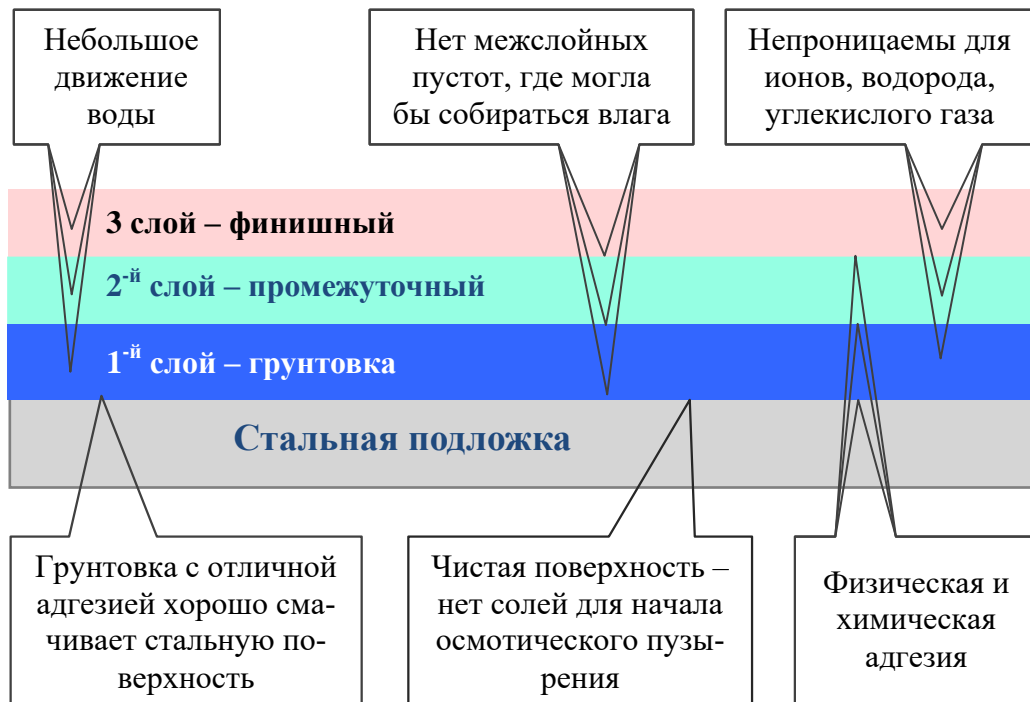 Небольшое
движение
воды
Нет межслойных
пустот, где могла
бы собираться влага
Непроницаемы для
ионов, водорода,
углекислого газа
3 слой – финишный
2-й слой – промежуточный
1-й слой – грунтовка
Стальная подложка
Грунтовка с отличной
адгезией хорошо сма-
чивает стальную по-
верхность
Чистая поверхность –
нет солей для начала
осмотического пузы-
рения
Физическая и
химическая
адгезия